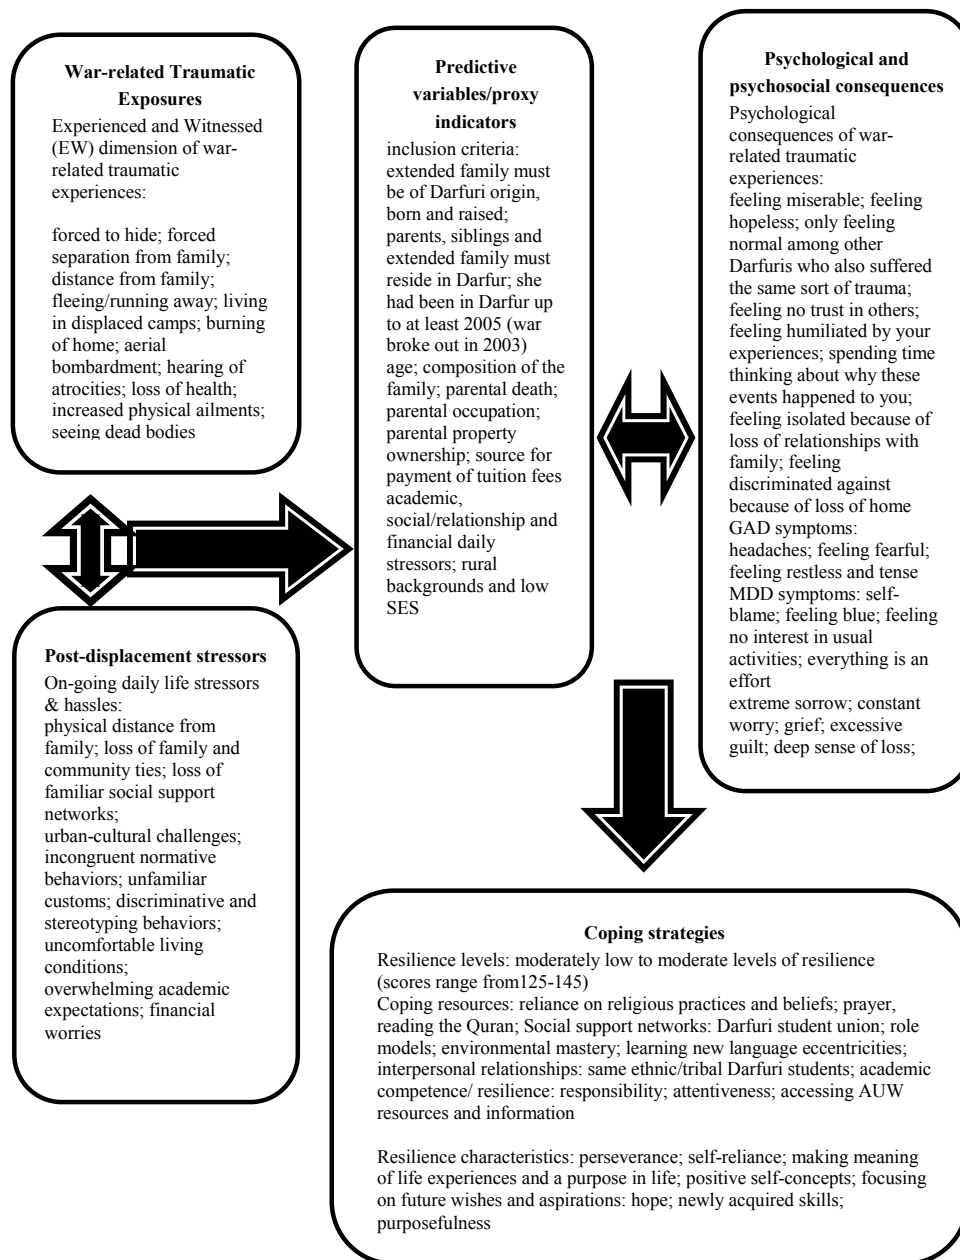 War-related Traumatic
Exposures
Experienced and Witnessed
(EW) dimension of war-
related traumatic
experiences:
forced to hide; forced
separation from family;
distance from family;
fleeing/running away; living
in displaced camps; burning
of home; aerial
bombardment; hearing of
atrocities; loss of health;
increased physical ailments;
seeing dead bodies
Post-displacement stressors
On-going daily life stressors
& hassles:
physical distance from
family; loss of family and
community ties; loss of
familiar social support
networks;
urban-cultural challenges;
incongruent normative
behaviors; unfamiliar
customs; discriminative and
stereotyping behaviors;
uncomfortable living
conditions;
overwhelming academic
expectations; financial
worries
Predictive
variables/proxy
indicators
inclusion criteria:
extended family must
be of Darfuri origin,
born and raised;
parents, siblings and
extended family must
reside in Darfur; she
had been in Darfur up
to at least 2005 (war
broke out in 2003)
age; composition of the
family; parental death;
parental occupation;
parental property
ownership; source for
payment of tuition fees
academic,
social/relationship and
financial daily
stressors; rural
backgrounds and low
SES
Psychological and
psychosocial consequences
Psychological
consequences of war-
related traumatic
experiences:
feeling miserable; feeling
hopeless; only feeling
normal among other
Darfuris who also suffered
the same sort of trauma;
feeling no trust in others;
feeling humiliated by your
experiences; spending time
thinking about why these
events happened to you;
feeling isolated because of
loss of relationships with
family; feeling
discriminated against
because of loss of home
GAD symptoms:
headaches; feeling fearful;
feeling restless and tense
MDD symptoms: self-
blame; feeling blue; feeling
no interest in usual
activities; everything is an
effort
extreme sorrow; constant
worry; grief; excessive
guilt; deep sense of loss;
Coping strategies
Resilience levels: moderately low to moderate levels of resilience
(scores range from125-145)
Coping resources: reliance on religious practices and beliefs; prayer,
reading the Quran; Social support networks: Darfuri student union; role
models; environmental mastery; learning new language eccentricities;
interpersonal relationships: same ethnic/tribal Darfuri students; academic
competence/ resilience: responsibility; attentiveness; accessing AUW
resources and information
Resilience characteristics: perseverance; self-reliance; making meaning
of life experiences and a purpose in life; positive self-concepts; focusing
on future wishes and aspirations: hope; newly acquired skills;
purposefulness